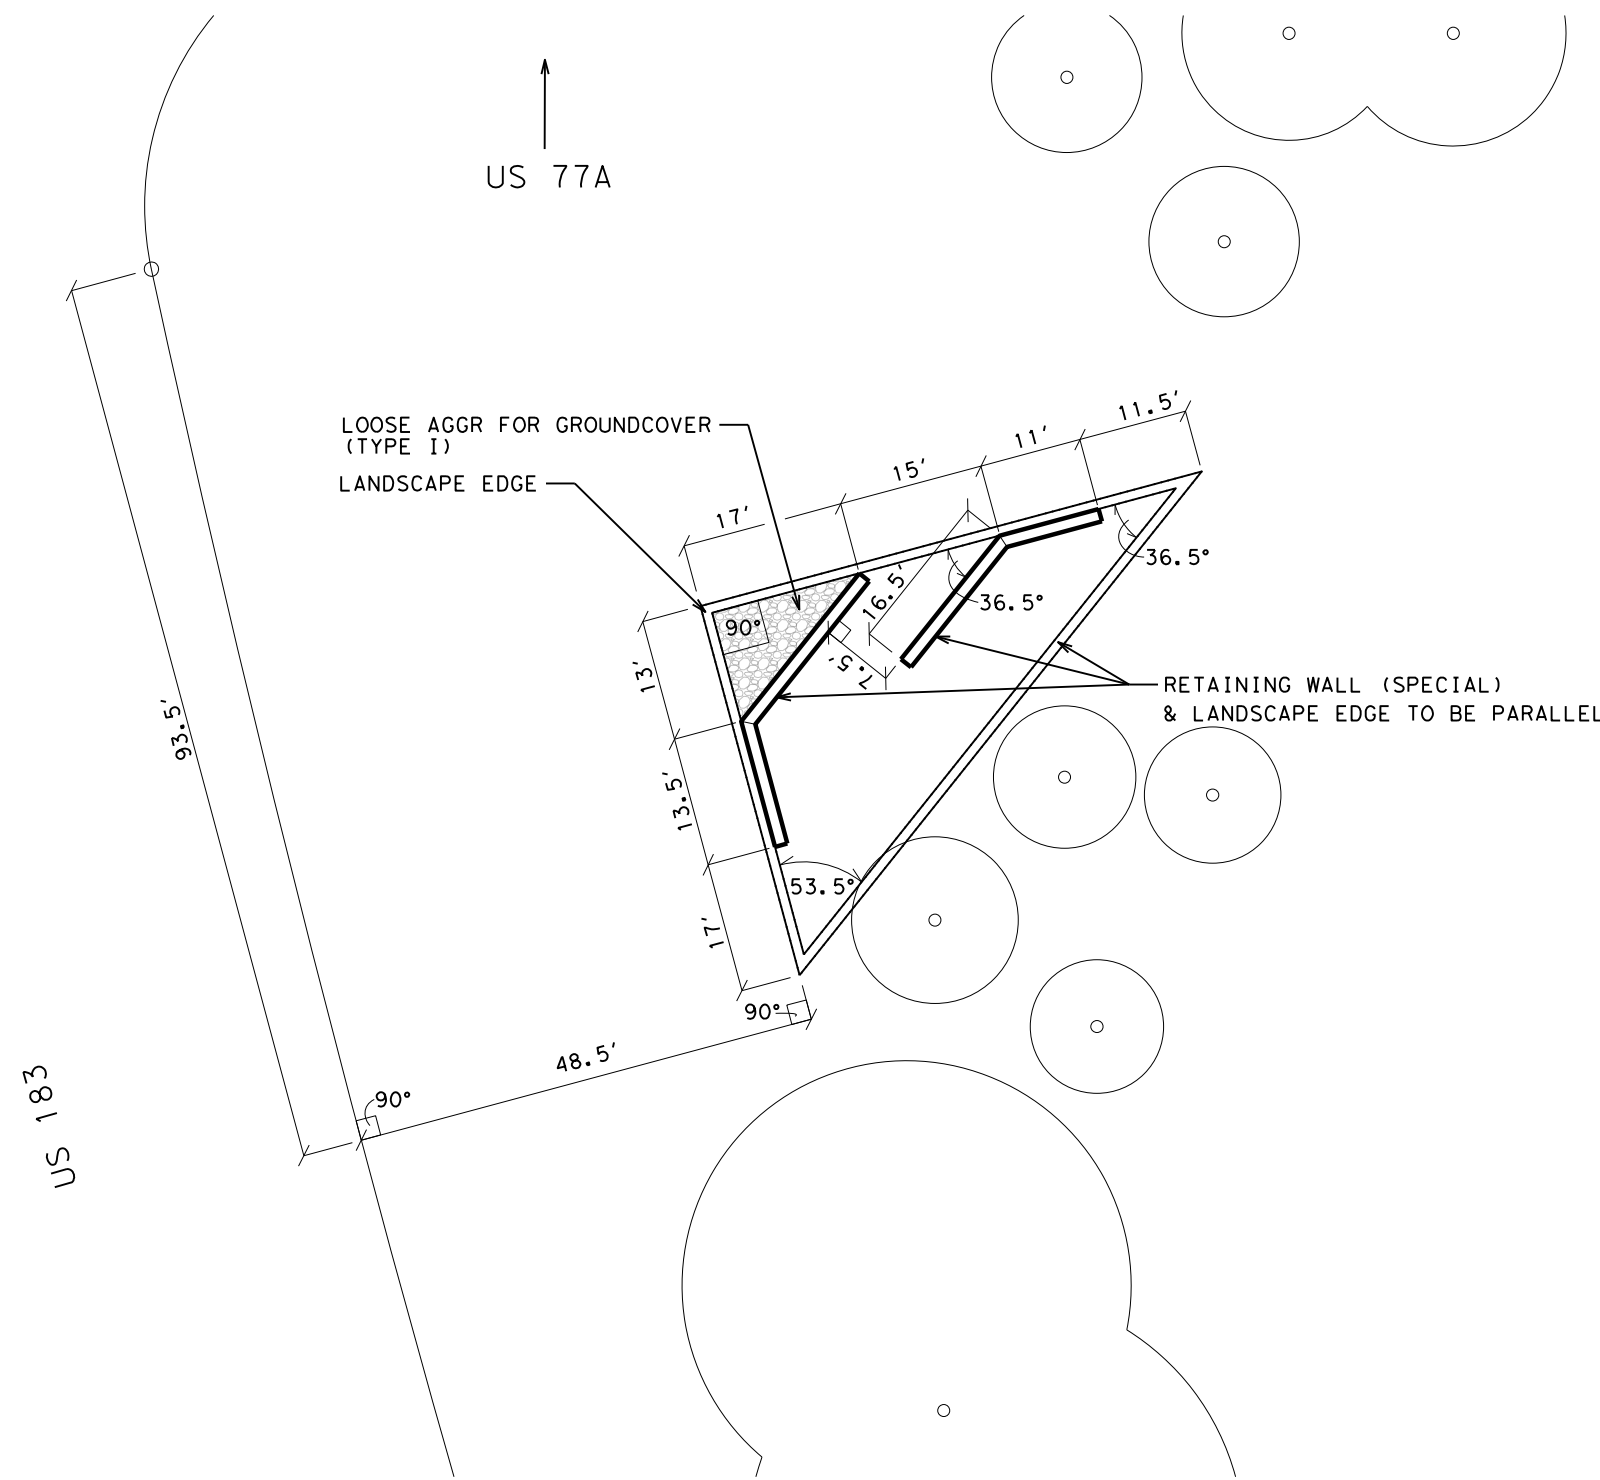 US 77A
11.5′
LOOSE AGGR FOR GROUNDCOVER
(TYPE I)
11′
15′
LANDSCAPE EDGE
17′
36.5°
16.5′
36.5°
90°
7.5′
13′
RETAINING WALL (SPECIAL)
& LANDSCAPE EDGE TO BE PARALLEL
93.5′
13.5′
53.5°
17′
90°
48.5′
90°
US 183